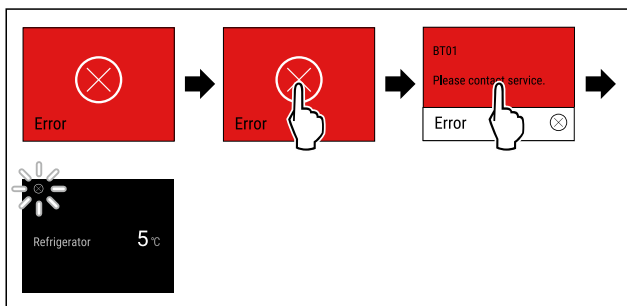 Error
Error
BT01
Please contact service.
Error
Refrigerator 5 °C